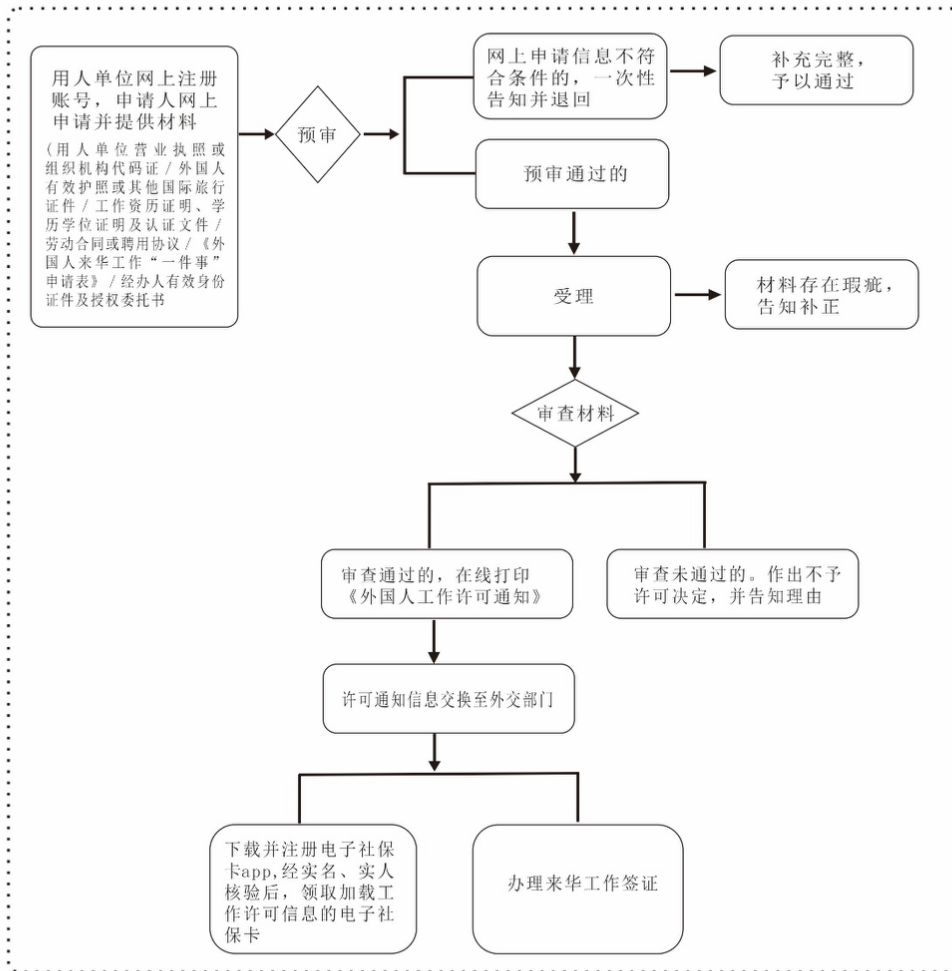 用人单位网上注册
账号，申请人网上
申请并提供材料
(用人单位营业执照或
组织机构代码证/外国人
有效护照或其他国际旅行
证件/工作资历证明、学
历学位证明及认证文件/
劳动合同或聘用协议/《外
国人来华工作“一件事”
申请表》/经办人有效身份
证件及授权委托书
预审
网上申请信息不符
合条件的，一次性
告知并退回
补充完整，
予以通过
预审通过的
受理
材料存在瑕疵，
告知补正
审查材料
审查通过的，在线打印
《外国人工作许可通知》
审查未通过的。作出不予
许可决定，并告知理由
许可通知信息交换至外交部门
下载并注册电子社保
卡app,经实名、实人
核验后，领取加载工
作许可信息的电子社
保卡
办理来华工作签证